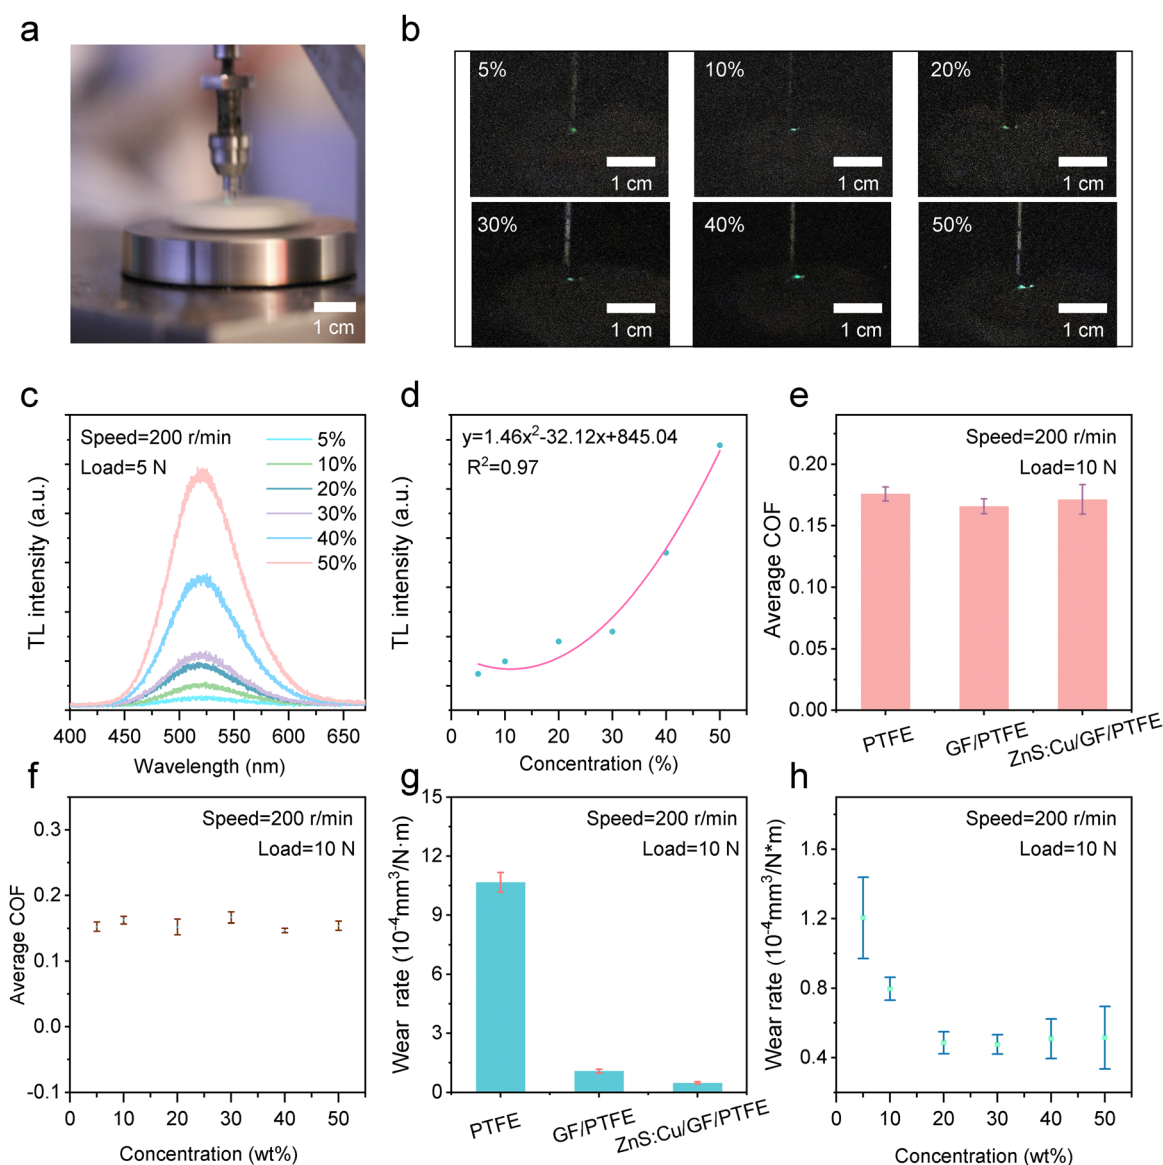 a
1 cm
b
5%
1 cm
10%
1 cm
20%
1 cm
30%
1 cm
40%
1 cm
50%
1 cm
c
TL intensity (a.u.)
Speed=200 r/min
Load=5 N
5%
10%
20%
30%
40%
50%
400 450 500 550 600 650
Wavelength (nm)
d
TL intensity (a.u.)
y=1.46x²-32.12x+845.04
R²=0.97
0 10 20 30 40 50
Concentration (%)
e
Average COF
Speed=200 r/min
Load=10 N
0.20
0.15
0.10
0.05
0.00
PTFE
GF/PTFE
ZnS:Cu/GF/PTFE
f
Average COF
Speed=200 r/min
Load=10 N
0.3
0.2
0.1
0.0
-0.1
0 10 20 30 40 50
Concentration (wt%)
g
Wear rate (10⁻⁴mm³/N·m)
Speed=200 r/min
Load=10 N
15
12
9
6
3
0
PTFE
GF/PTFE
ZnS:Cu/GF/PTFE
h
Wear rate (10⁻⁴mm³/N*m)
Speed=200 r/min
Load=10 N
1.6
1.2
0.8
0.4
0 10 20 30 40 50
Concentration (wt%)